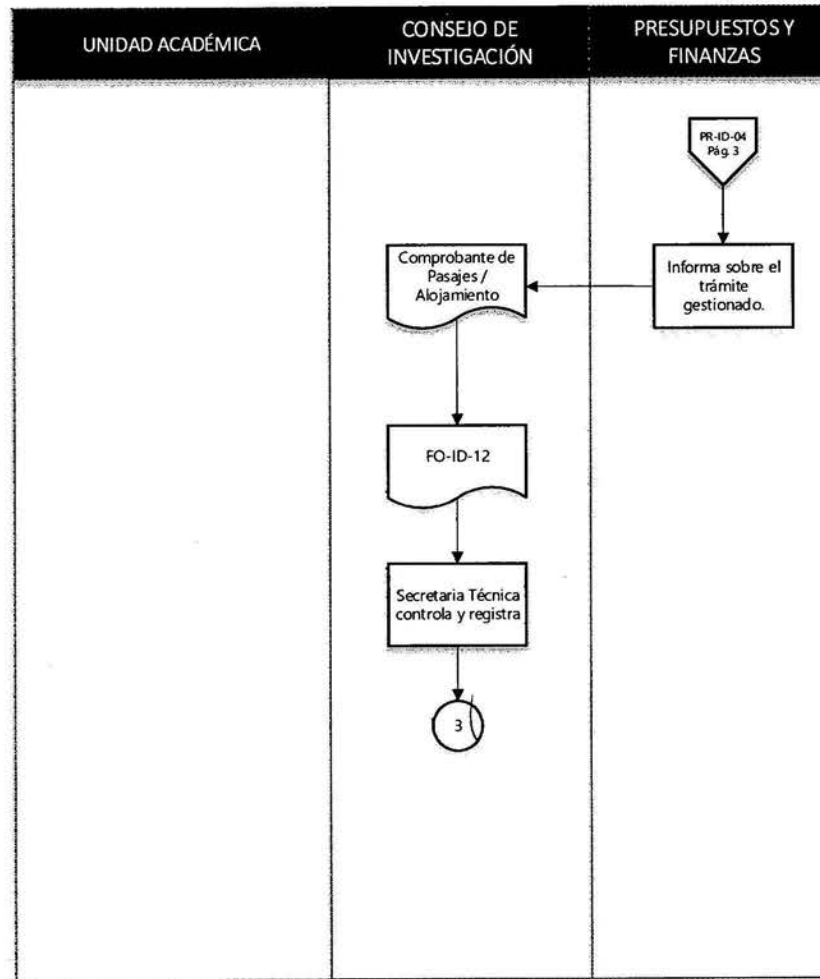 UNIDAD ACADÉMICA
CONSEJO DE
INVESTIGACIÓN
PRESUPUESTOS Y
FINANZAS
PR-ID-04
Pág. 3
Informa sobre el
trámite
gestionado.
Comprobante de
Pasajes /
Alojamiento
FO-ID-12
Secretaria Técnica
controla y registra
3